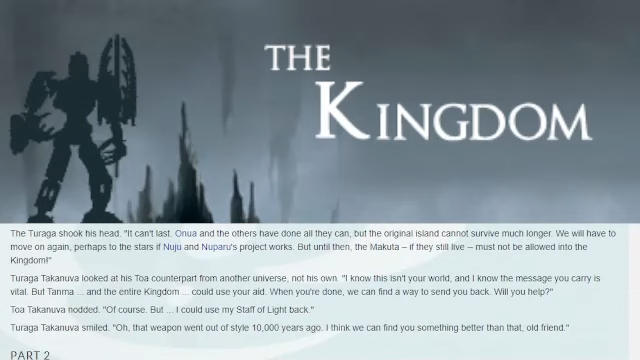 THE
KINGDOM
The Turaga shook his head. "It can't last. Onua and the others have done all they can, but the original island cannot survive much longer. We will have to
move on again, perhaps to the stars if Nuju and Nuparu's project works. But until then, the Makuta – if they still live – must not be allowed into the
Kingdom!"
Turaga Takanuva looked at his Toa counterpart from another universe, not his own. "I know this isn't your world, and I know the message you carry is
vital. But Tanma ... and the entire Kingdom ... could use your aid. When you're done, we can find a way to send you back. Will you help?"
Toa Takanuva nodded. "Of course. But ... I could use my Staff of Light back."
Turaga Takanuva smiled. "Oh, that weapon went out of style 10,000 years ago. I think we can find you something better than that, old friend."
PART 2